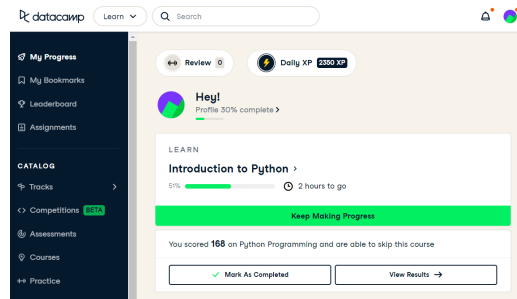 datacamp
Learn
Search
My Progress
My Bookmarks
Leaderboard
Assignments
CATALOG
Tracks
Competitions BETA
Assessments
Courses
Practice
Review 0
Daily XP 2350 XP
Hey!
Profile 30% complete >
LEARN
Introduction to Python >
51% 2 hours to go
Keep Making Progress
You scored 168 on Python Programming and are able to skip this course
Mark As Completed
View Results →